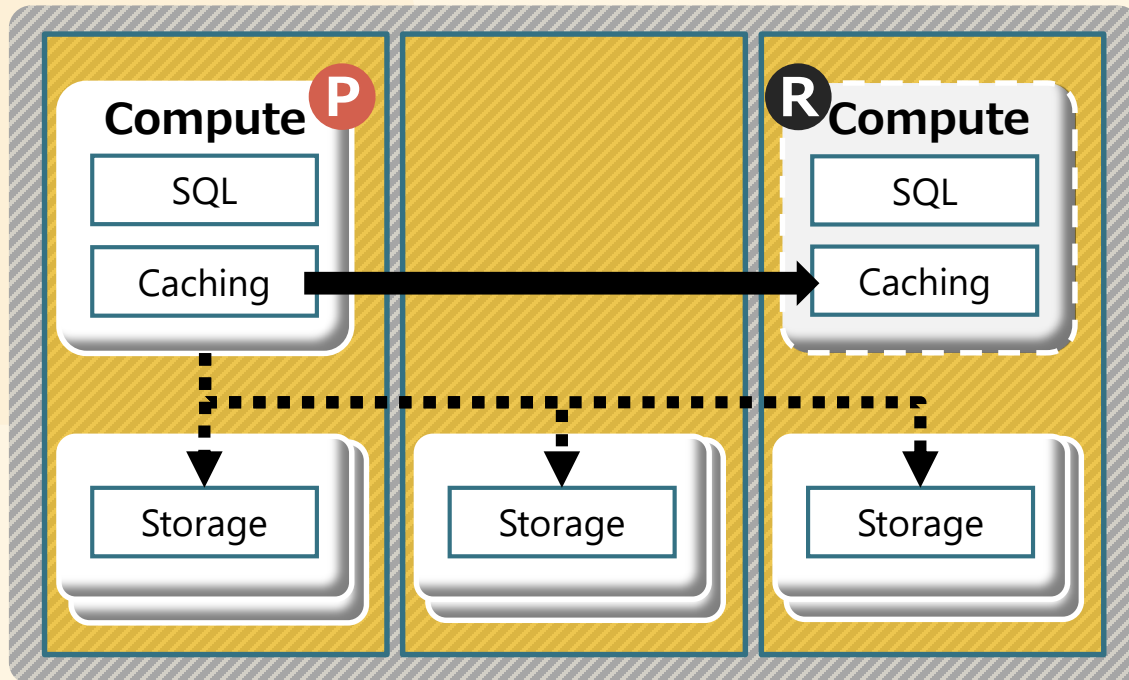 P
R
Compute
Compute
SQL
SQL
Caching
Caching
Storage
Storage
Storage